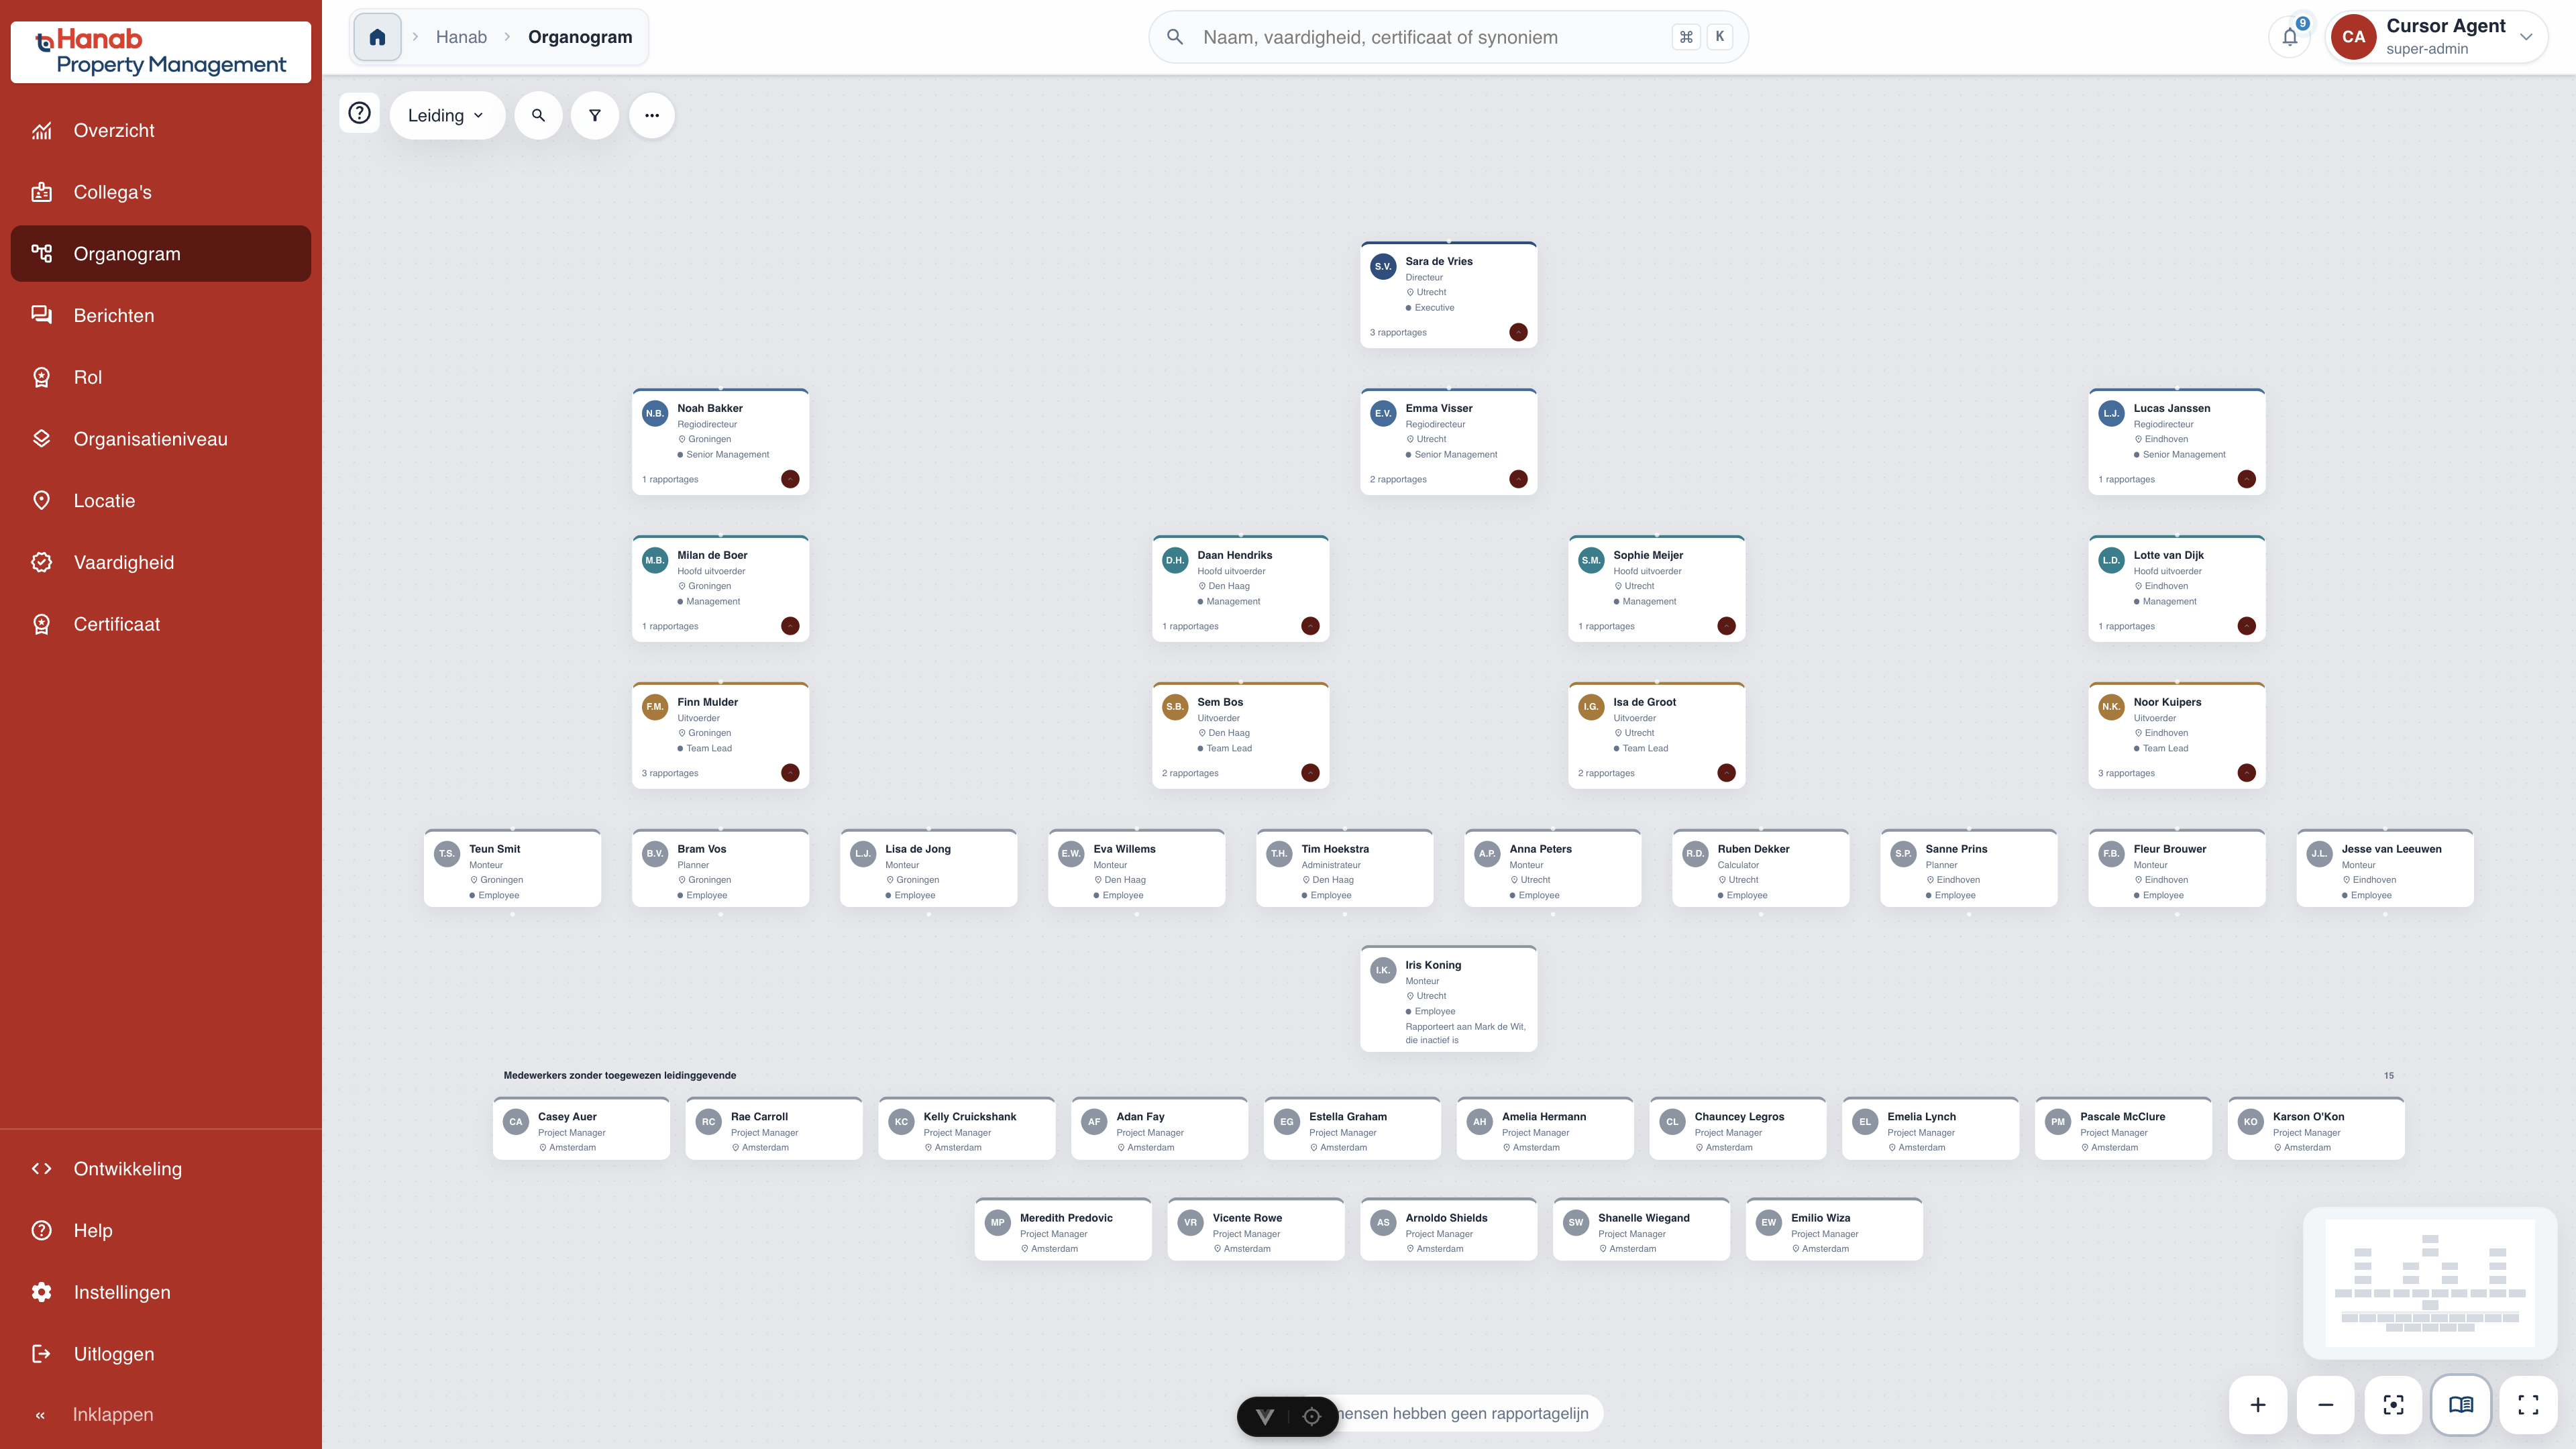 Hanab
Property Management
Overzicht
Collega's
Organogram
Berichten
Rol
Organisatieniveau
Locatie
Vaardigheid
Certificaat
Ontwikkeling
Help
Instellingen
Uitloggen
Inklappen
Hanab
Organogram
Naam, vaardigheid, certificaat of synoniem
⌘ K
9
CA
Cursor Agent
super-admin
Leiding
S.V.
Sara de Vries
Directeur
Utrecht
Executive
3 rapportages
N.B.
Noah Bakker
Regiodirecteur
Groningen
Senior Management
1 rapportages
E.V.
Emma Visser
Regiodirecteur
Utrecht
Senior Management
2 rapportages
L.J.
Lucas Janssen
Regiodirecteur
Eindhoven
Senior Management
1 rapportages
M.B.
Milan de Boer
Hoofd uitvoerder
Groningen
Management
1 rapportages
D.H.
Daan Hendriks
Hoofd uitvoerder
Den Haag
Management
1 rapportages
S.M.
Sophie Meijer
Hoofd uitvoerder
Utrecht
Management
1 rapportages
L.D.
Lotte van Dijk
Hoofd uitvoerder
Eindhoven
Management
1 rapportages
F.M.
Finn Mulder
Uitvoerder
Groningen
Team Lead
3 rapportages
S.B.
Sem Bos
Uitvoerder
Den Haag
Team Lead
2 rapportages
I.G.
Isa de Groot
Uitvoerder
Utrecht
Team Lead
2 rapportages
N.K.
Noor Kuipers
Uitvoerder
Eindhoven
Team Lead
3 rapportages
T.S.
Teun Smit
Monteur
Groningen
Employee
B.V.
Bram Vos
Planner
Groningen
Employee
L.J.
Lisa de Jong
Monteur
Groningen
Employee
E.W.
Eva Willems
Monteur
Den Haag
Employee
T.H.
Tim Hoekstra
Administrateur
Den Haag
Employee
A.P.
Anna Peters
Monteur
Utrecht
Employee
R.D.
Ruben Dekker
Calculator
Utrecht
Employee
S.P.
Sanne Prins
Planner
Eindhoven
Employee
F.B.
Fleur Brouwer
Monteur
Eindhoven
Employee
J.L.
Jesse van Leeuwen
Monteur
Eindhoven
Employee
I.K.
Iris Koning
Monteur
Utrecht
Employee
Rapporteert aan Mark de Wit,
die inactief is
Medewerkers zonder toegewezen leidinggevende
15
CA
Casey Auer
Project Manager
Amsterdam
RC
Rae Carroll
Project Manager
Amsterdam
KC
Kelly Cruickshank
Project Manager
Amsterdam
AF
Adan Fay
Project Manager
Amsterdam
EG
Estella Graham
Project Manager
Amsterdam
AH
Amelia Hermann
Project Manager
Amsterdam
CL
Chauncey Legros
Project Manager
Amsterdam
EL
Emelia Lynch
Project Manager
Amsterdam
PM
Pascale McClure
Project Manager
Amsterdam
KO
Karson O'Kon
Project Manager
Amsterdam
MP
Meredith Predovic
Project Manager
Amsterdam
VR
Vicente Rowe
Project Manager
Amsterdam
AS
Arnoldo Shields
Project Manager
Amsterdam
SW
Shanelle Wiegand
Project Manager
Amsterdam
EW
Emilio Wiza
Project Manager
Amsterdam
mensen hebben geen rapportagelijn